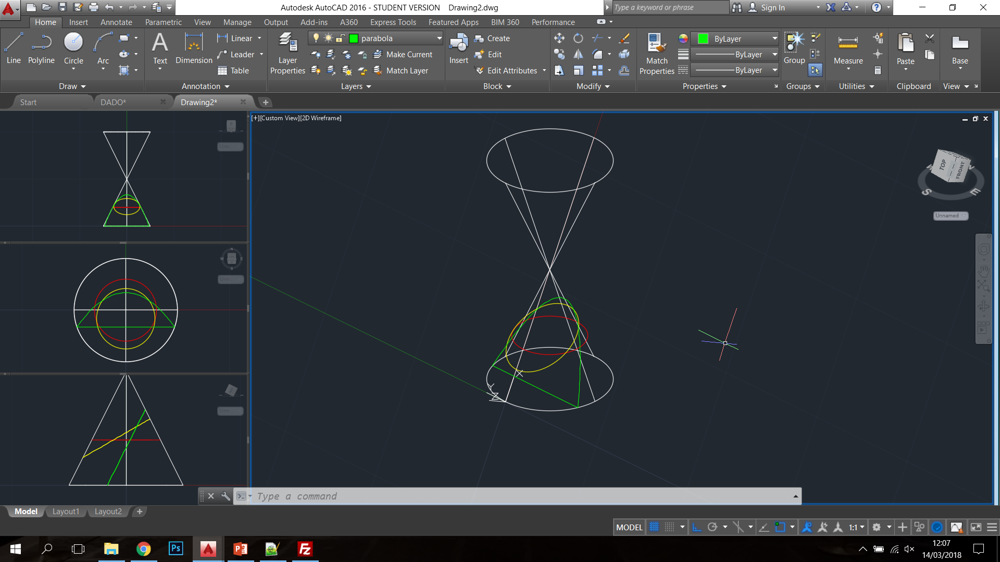 Autodesk AutoCAD 2016 - STUDENT VERSION Drawing2.dwg
Type a keyword or phrase
Sign In
Home Insert Annotate Parametric View Manage Output Add-ins A360 Express Tools Featured Apps BIM 360 Performance
Line
Polyline
Circle
Arc
Draw
Text
Dimension
Linear
Leader
Table
Annotation
Layer
Properties
parabola
Make Current
Match Layer
Layers
Insert
Create
Edit
Edit Attributes
Block
Modify
Match
Properties
ByLayer
ByLayer
ByLayer
Properties
Group
Groups
Measure
Utilities
Paste
Clipboard
Base
View
Start
DADO*
Drawing2*
[+][Custom View][2D Wireframe]
TOP
FRONT
S
E
Unnamed
N
W
E
S
X
Y
Z
Type a command
Model
Layout1
Layout2
MODEL
1:1
Ps
12:07
14/03/2018